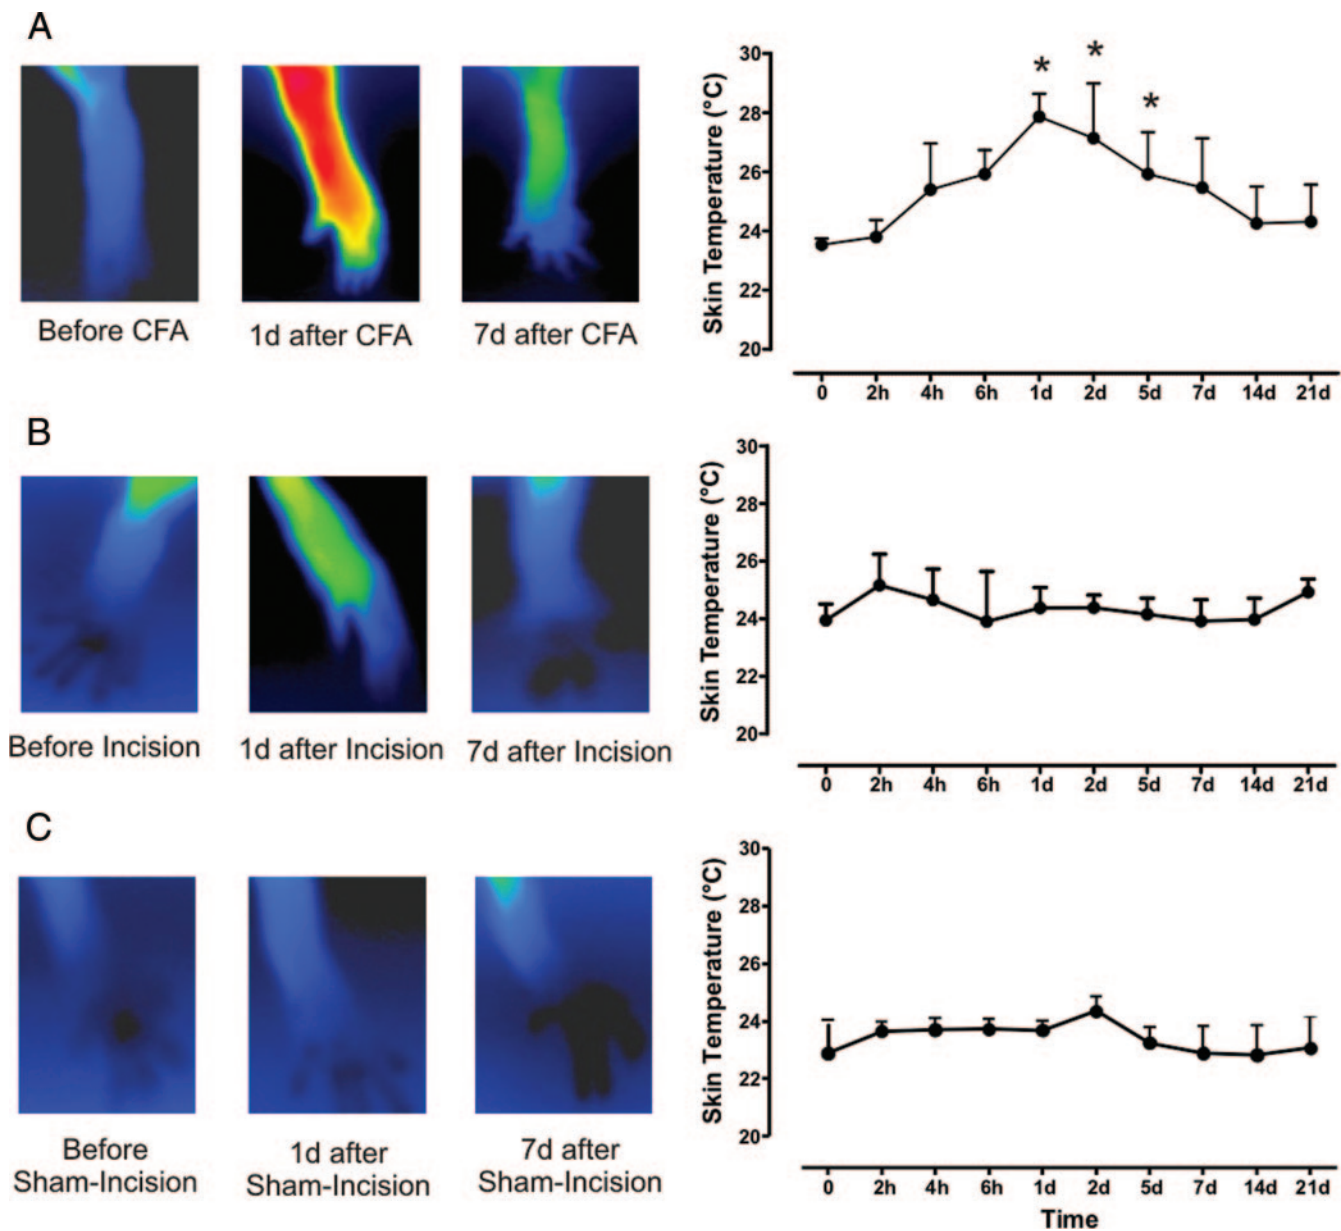 A
Before CFA
1d after CFA
7d after CFA
Skin Temperature (°C)
30
28
26
24
22
20
*
*
*
0 2h 4h 6h 1d 2d 5d 7d 14d 21d
B
Before Incision
1d after Incision
7d after Incision
Skin Temperature (°C)
30
28
26
24
22
20
0 2h 4h 6h 1d 2d 5d 7d 14d 21d
C
Before
Sham-Incision
1d after
Sham-Incision
7d after
Sham-Incision
Skin Temperature (°C)
30
28
26
24
22
20
0 2h 4h 6h 1d 2d 5d 7d 14d 21d
Time